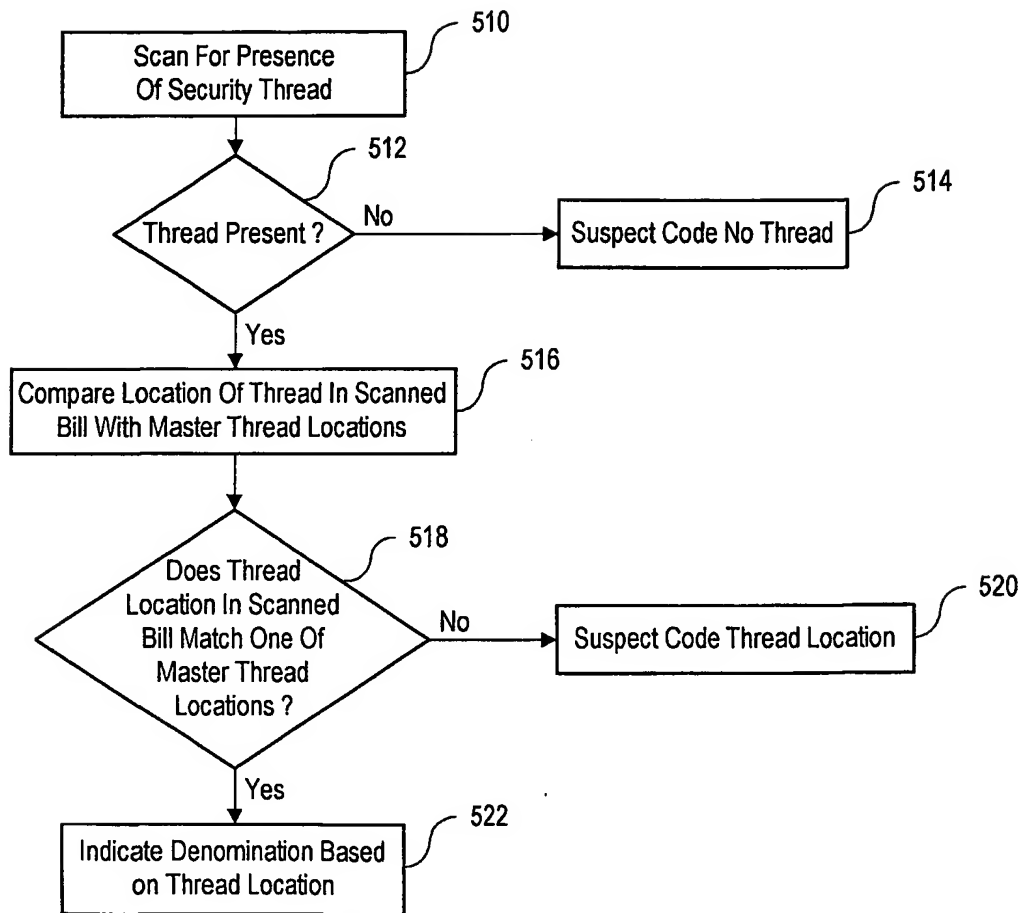 510
Scan For Presence
Of Security Thread
512
Thread Present ?
No
514
Suspect Code No Thread
Yes
516
Compare Location Of Thread In Scanned
Bill With Master Thread Locations
518
Does Thread
Location In Scanned
Bill Match One Of
Master Thread
Locations ?
No
520
Suspect Code Thread Location
Yes
522
Indicate Denomination Based
on Thread Location